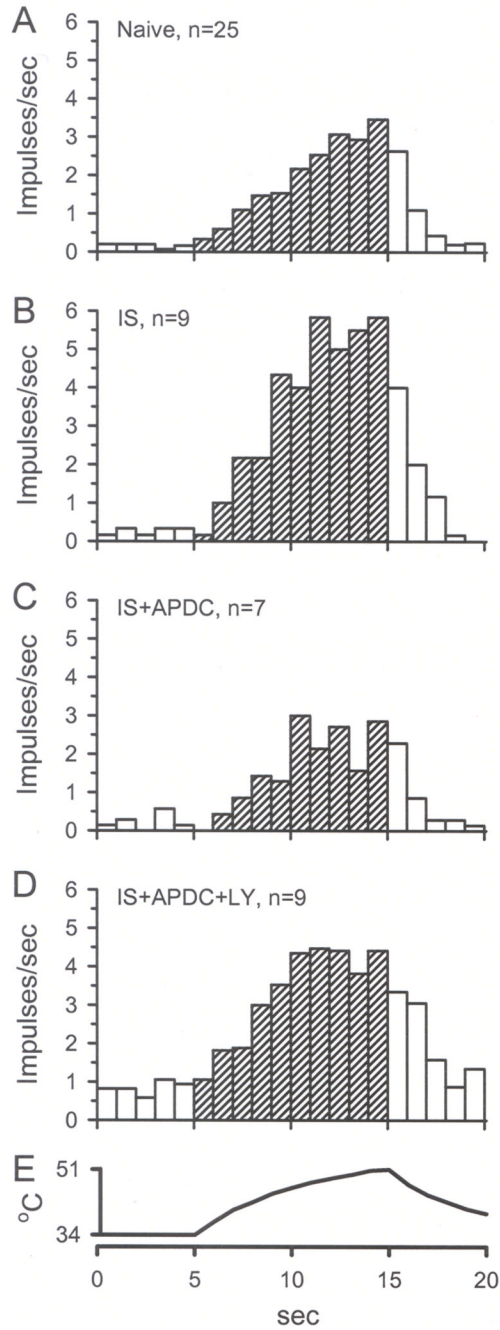 A
Naive, n=25
Impulses/sec
6
5
4
3
2
1
0
B
IS, n=9
Impulses/sec
6
5
4
3
2
1
0
C
IS+APDC, n=7
Impulses/sec
6
5
4
3
2
1
0
D
IS+APDC+LY, n=9
Impulses/sec
6
5
4
3
2
1
0
E
°C
51
34
0 5 10 15 20
sec